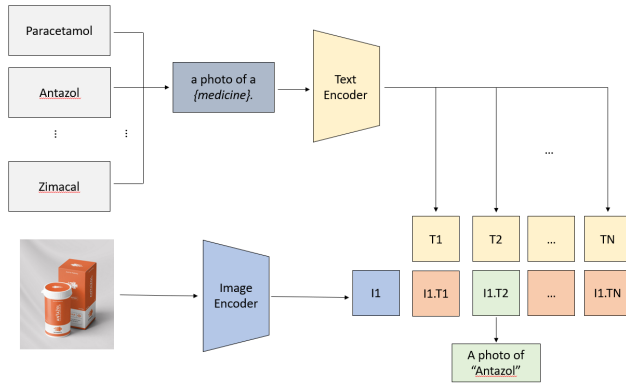 Paracetamol
Antazol
...
...
Zimacal
a photo of a
{medicine}.
Text
Encoder
...
T1
T2
...
TN
Image
Encoder
I1
I1.T1
I1.T2
...
I1.TN
A photo of
“Antazol”